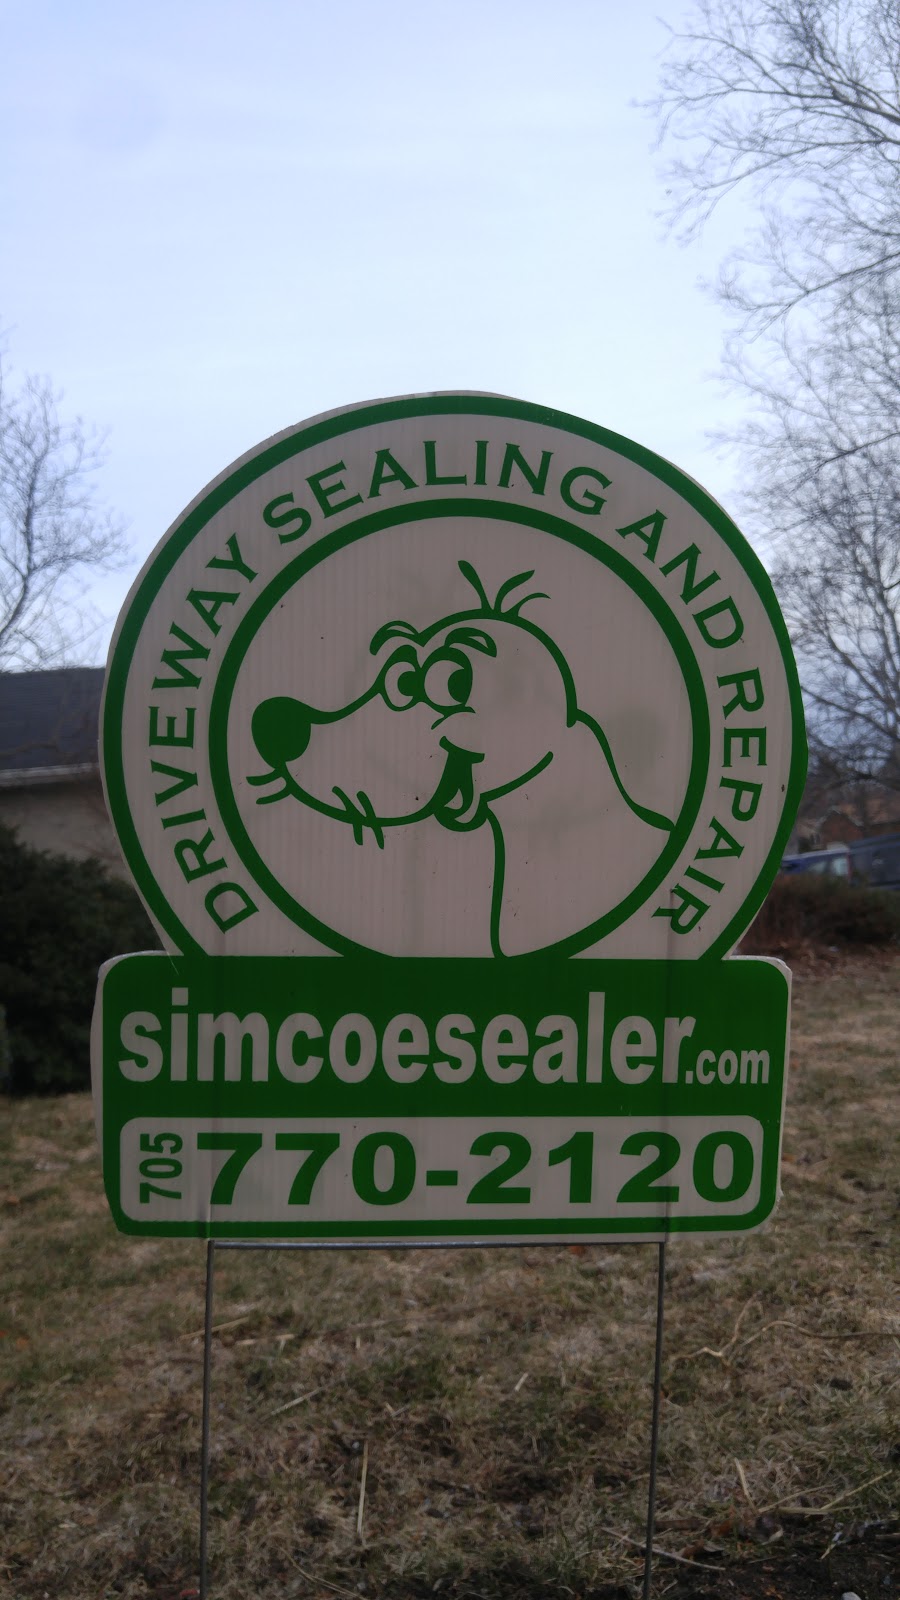 DRIVEWAY SEALING AND REPAIR
simcoesealer.com
705 770-2120